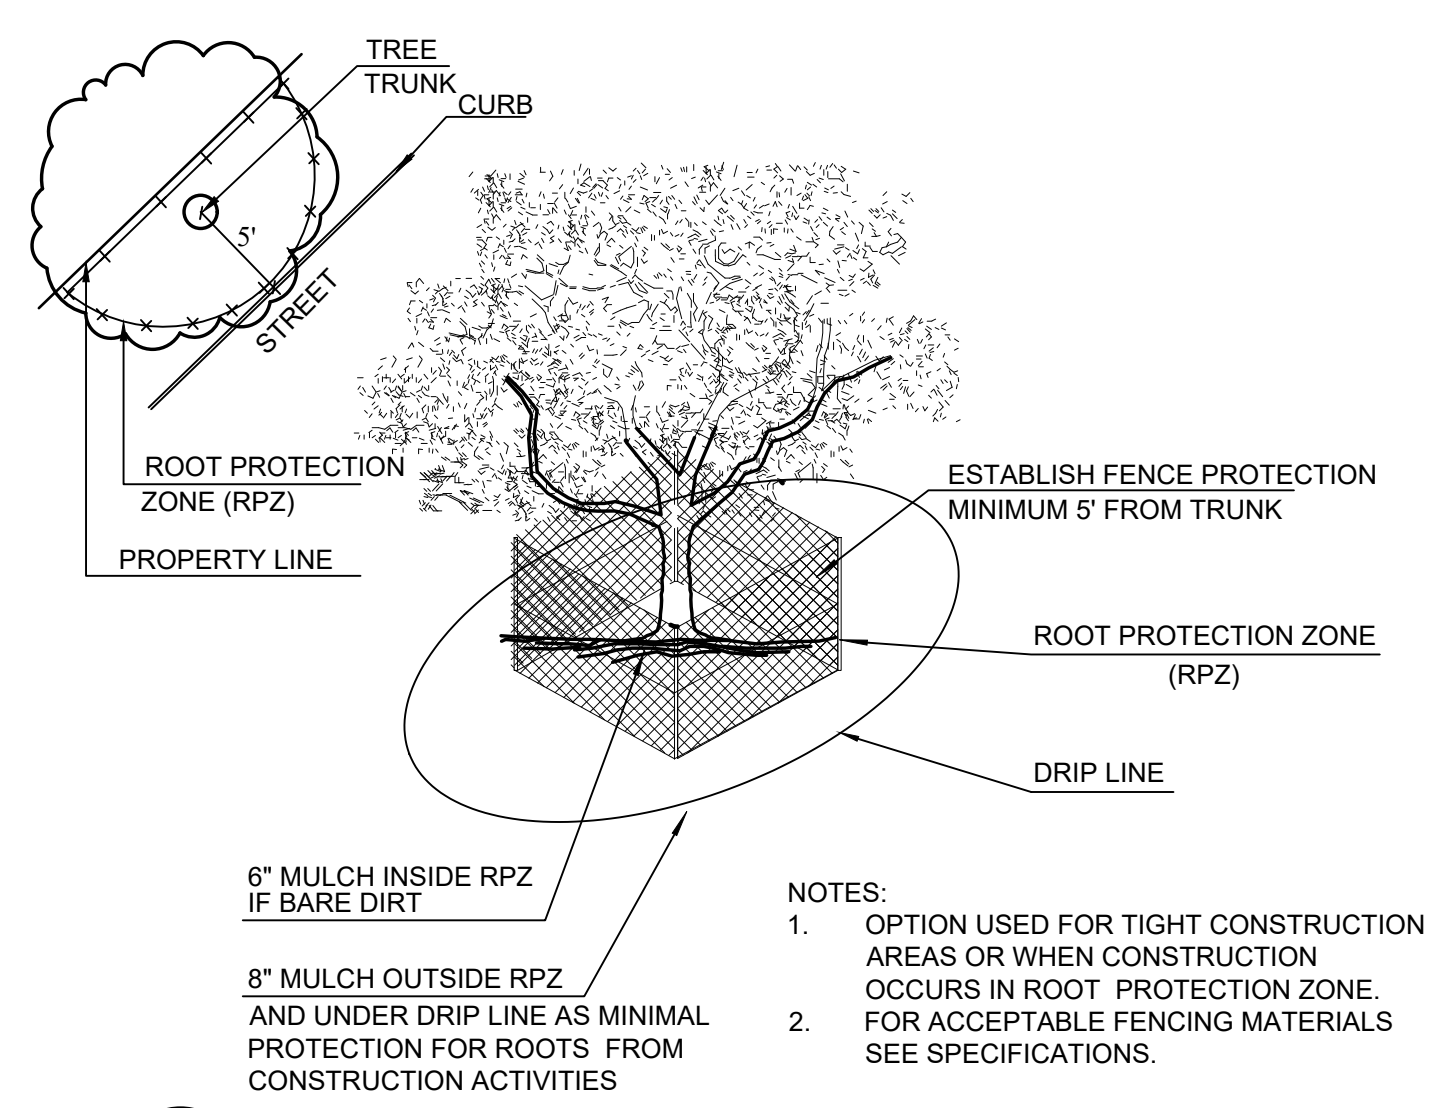 TREE
TRUNK
CURB
5'
STREET
ROOT PROTECTION
ZONE (RPZ)
PROPERTY LINE
ESTABLISH FENCE PROTECTION
MINIMUM 5' FROM TRUNK
ROOT PROTECTION ZONE
(RPZ)
DRIP LINE
6" MULCH INSIDE RPZ
IF BARE DIRT
8" MULCH OUTSIDE RPZ
AND UNDER DRIP LINE AS MINIMAL
PROTECTION FOR ROOTS FROM
CONSTRUCTION ACTIVITIES
NOTES:
1. OPTION USED FOR TIGHT CONSTRUCTION
AREAS OR WHEN CONSTRUCTION
OCCURS IN ROOT PROTECTION ZONE.
2. FOR ACCEPTABLE FENCING MATERIALS
SEE SPECIFICATIONS.